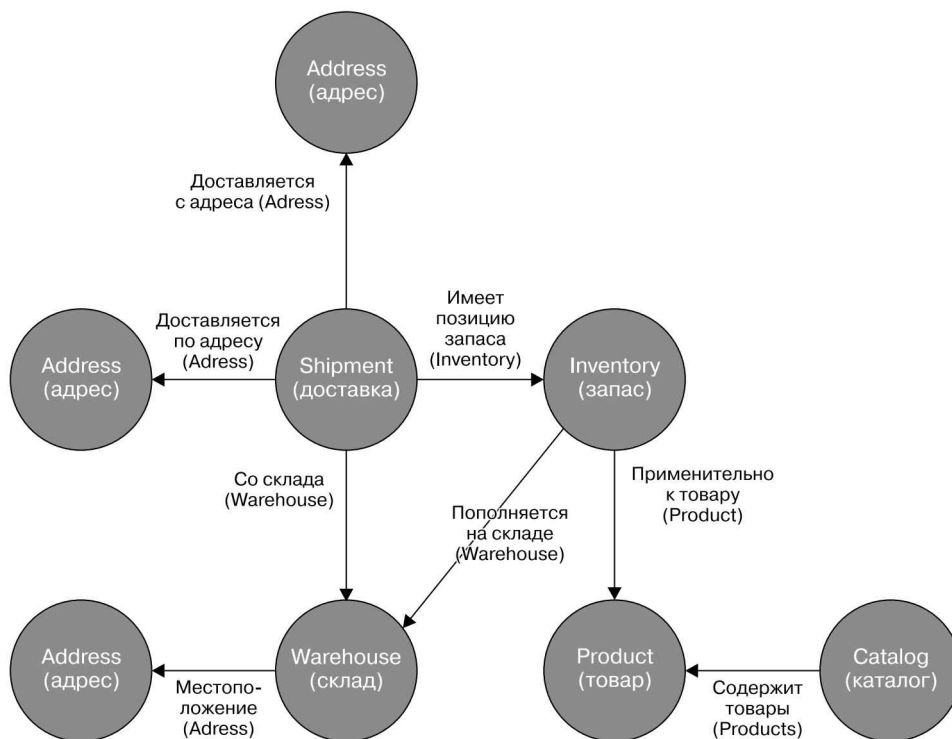 Address
(адрес)
Доставляется
с адреса (Adress)
Доставляется
по адресу
(Adress)
Имеет
позицию
запаса
(Inventory)
Address
(адрес)
Shipment
(доставка)
Inventory
(запас)
Со склада
(Warehouse)
Пополняется
на складе
(Warehouse)
Применительно
к товару
(Product)
Address
(адрес)
Warehouse
(склад)
Product
(товар)
Catalog
(каталог)
Местопо-
ложение
(Adress)
Содержит
товары
(Products)